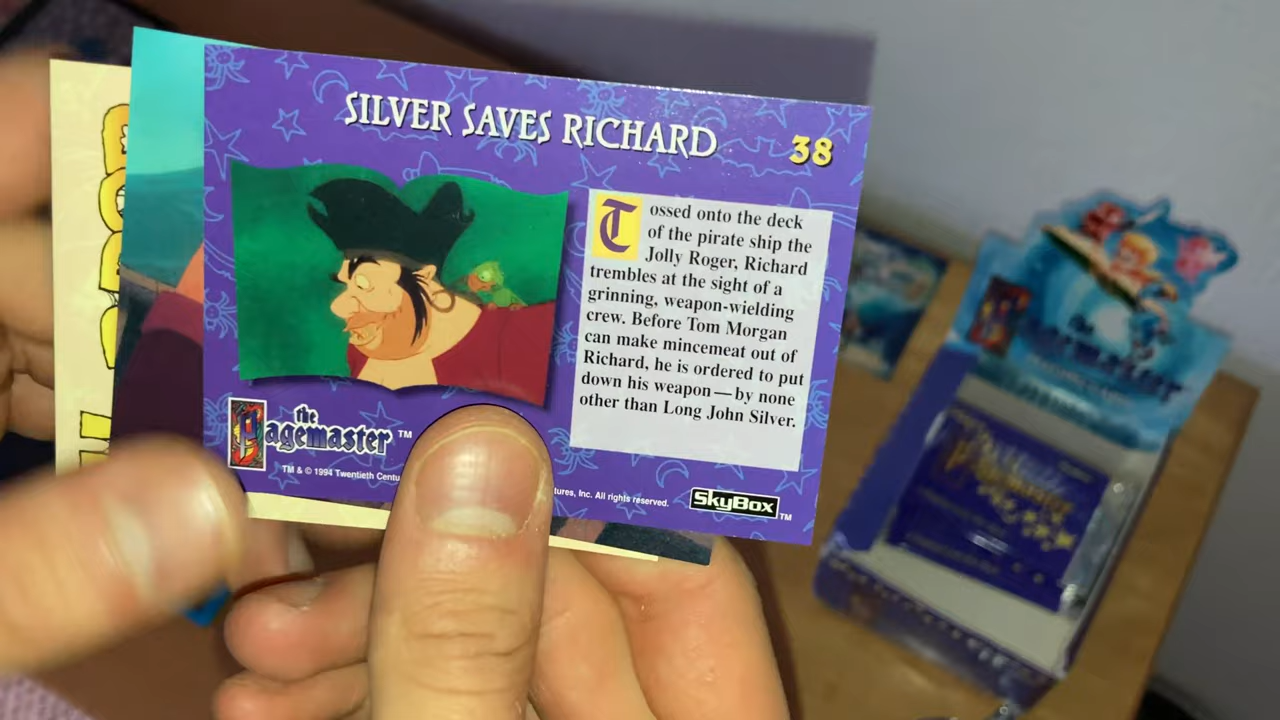 SILVER SAVES RICHARD
38
Tossed onto the deck
of the pirate ship the
Jolly Roger, Richard
trembles at the sight of a
grinning, weapon-wielding
crew. Before Tom Morgan
can make mincemeat out of
Richard, he is ordered to put
down his weapon — by none
other than Long John Silver.
the
Pagemaster™
TM & © 1994 Twentieth Centu
tures, Inc. All rights reserved.
SkyBox™
the
Pagemaster